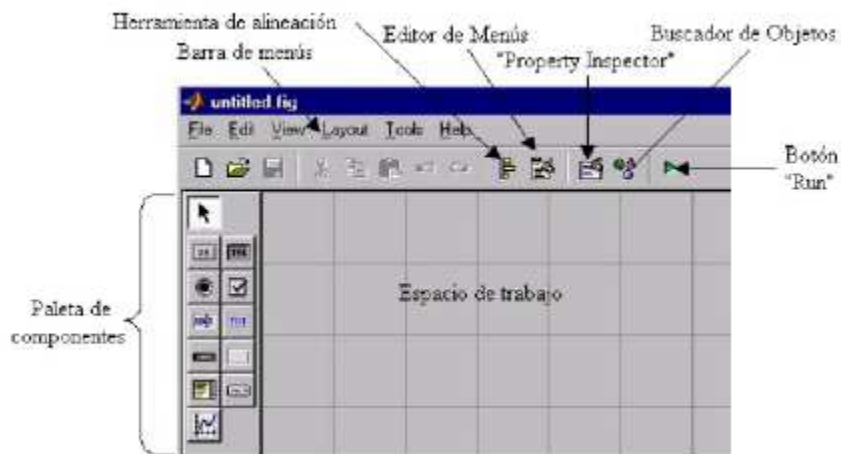 Herramienta de alineación
Barra de menús
Editor de Menús
"Property Inspector"
Buscador de Objetos
untitled.fig
File Edit View Layout Tools Help
Botón
"Run"
Paleta de
componentes
Espacio de trabajo